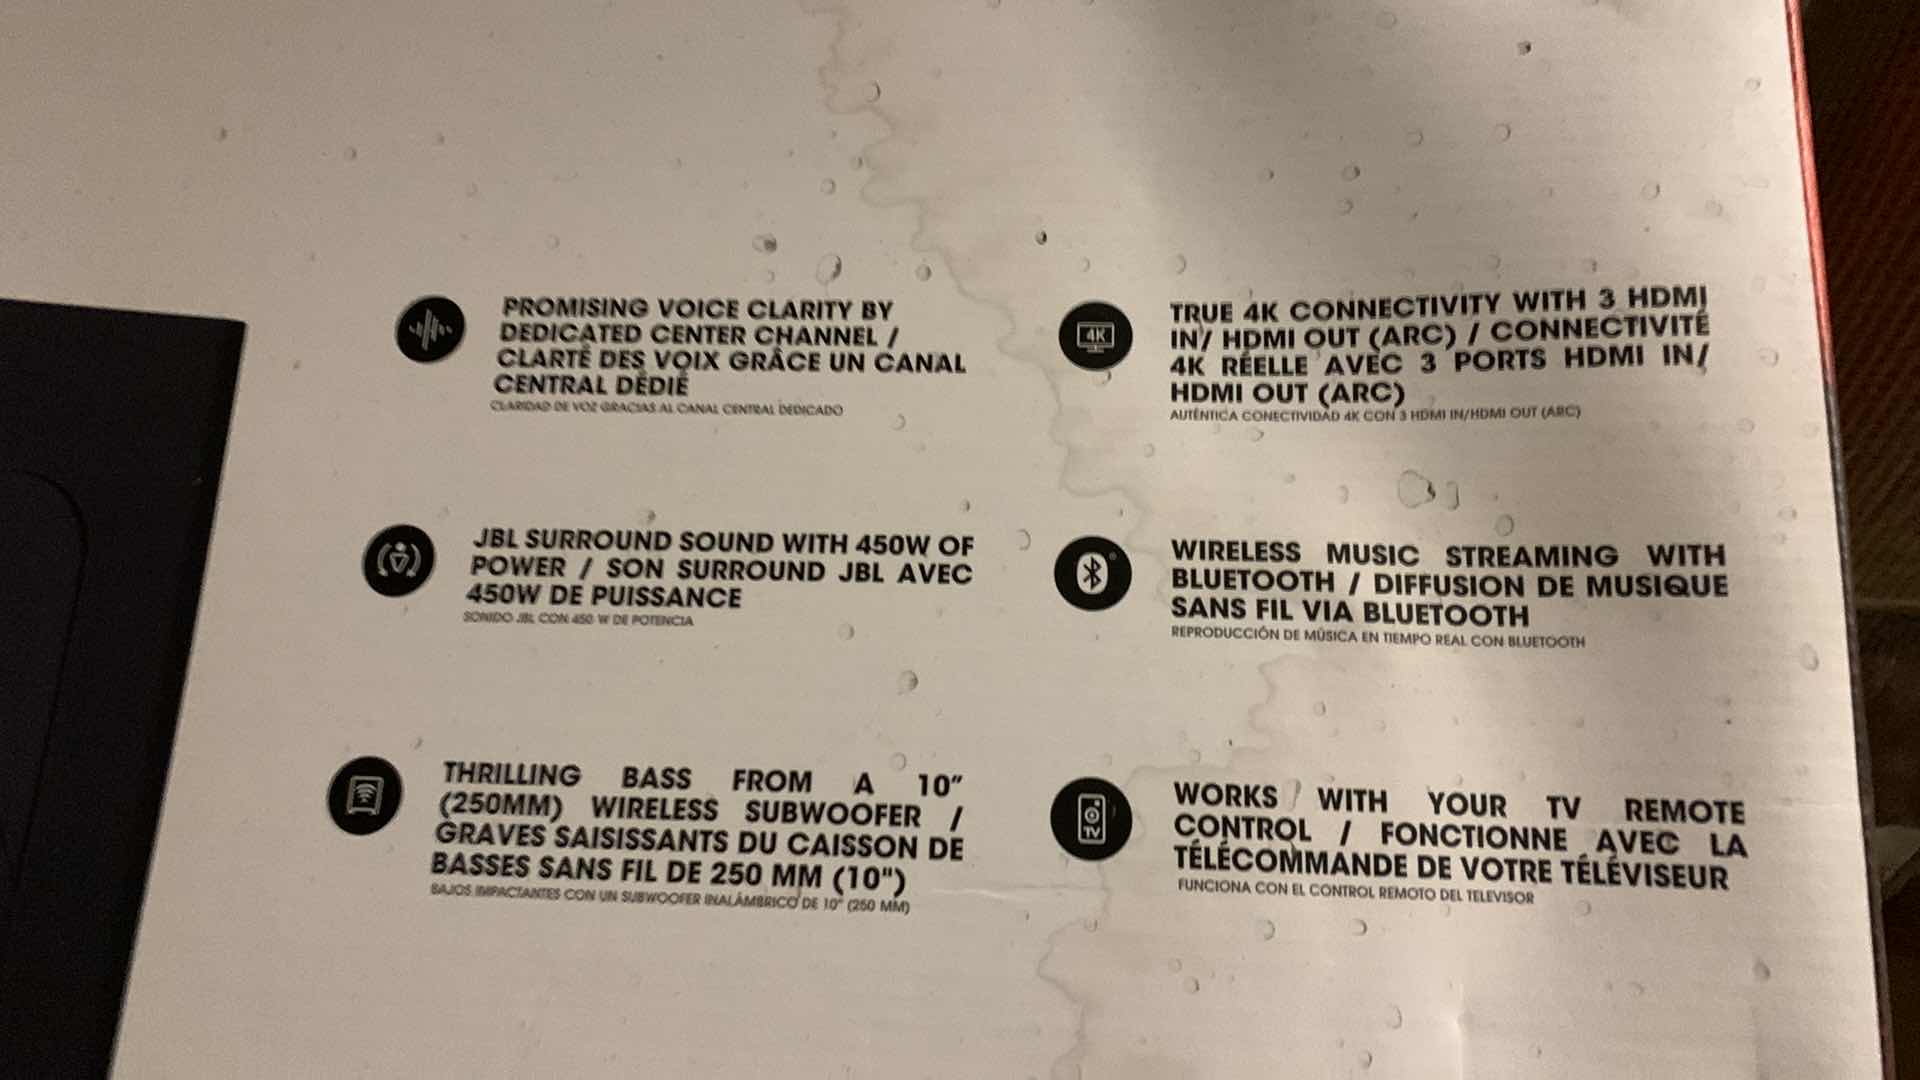 PROMISING VOICE CLARITY BY
DEDICATED CENTER CHANNEL /
CLARTÉ DES VOIX GRÂCE UN CANAL
CENTRAL DÉDIÉ
CLARIDAD DE VOZ GRACIAS AL CANAL CENTRAL DEDICADO
JBL SURROUND SOUND WITH 450W OF
POWER / SON SURROUND JBL AVEC
450W DE PUISSANCE
SONIDO JBL CON 450 W DE POTENCIA
THRILLING BASS FROM A 10"
(250MM) WIRELESS SUBWOOFER /
GRAVES SAISISSANTS DU CAISSON DE
BASSES SANS FIL DE 250 MM (10")
BAJOS IMPACTANTES CON UN SUBWOOFER INALÁMBRICO DE 10" (250 MM)
4K
TRUE 4K CONNECTIVITY WITH 3 HDMI
IN/ HDMI OUT (ARC) / CONNECTIVITÉ
4K RÉELLE AVEC 3 PORTS HDMI IN/
HDMI OUT (ARC)
AUTÉNTICA CONECTIVIDAD 4K CON 3 HDMI IN/HDMI OUT (ARC)
WIRELESS MUSIC STREAMING WITH
BLUETOOTH / DIFFUSION DE MUSIQUE
SANS FIL VIA BLUETOOTH
REPRODUCCIÓN DE MÚSICA EN TIEMPO REAL CON BLUETOOTH
TV
WORKS WITH YOUR TV REMOTE
CONTROL / FONCTIONNE AVEC LA
TÉLÉCOMMANDE DE VOTRE TÉLÉVISEUR
FUNCIONA CON EL CONTROL REMOTO DEL TELEVISOR